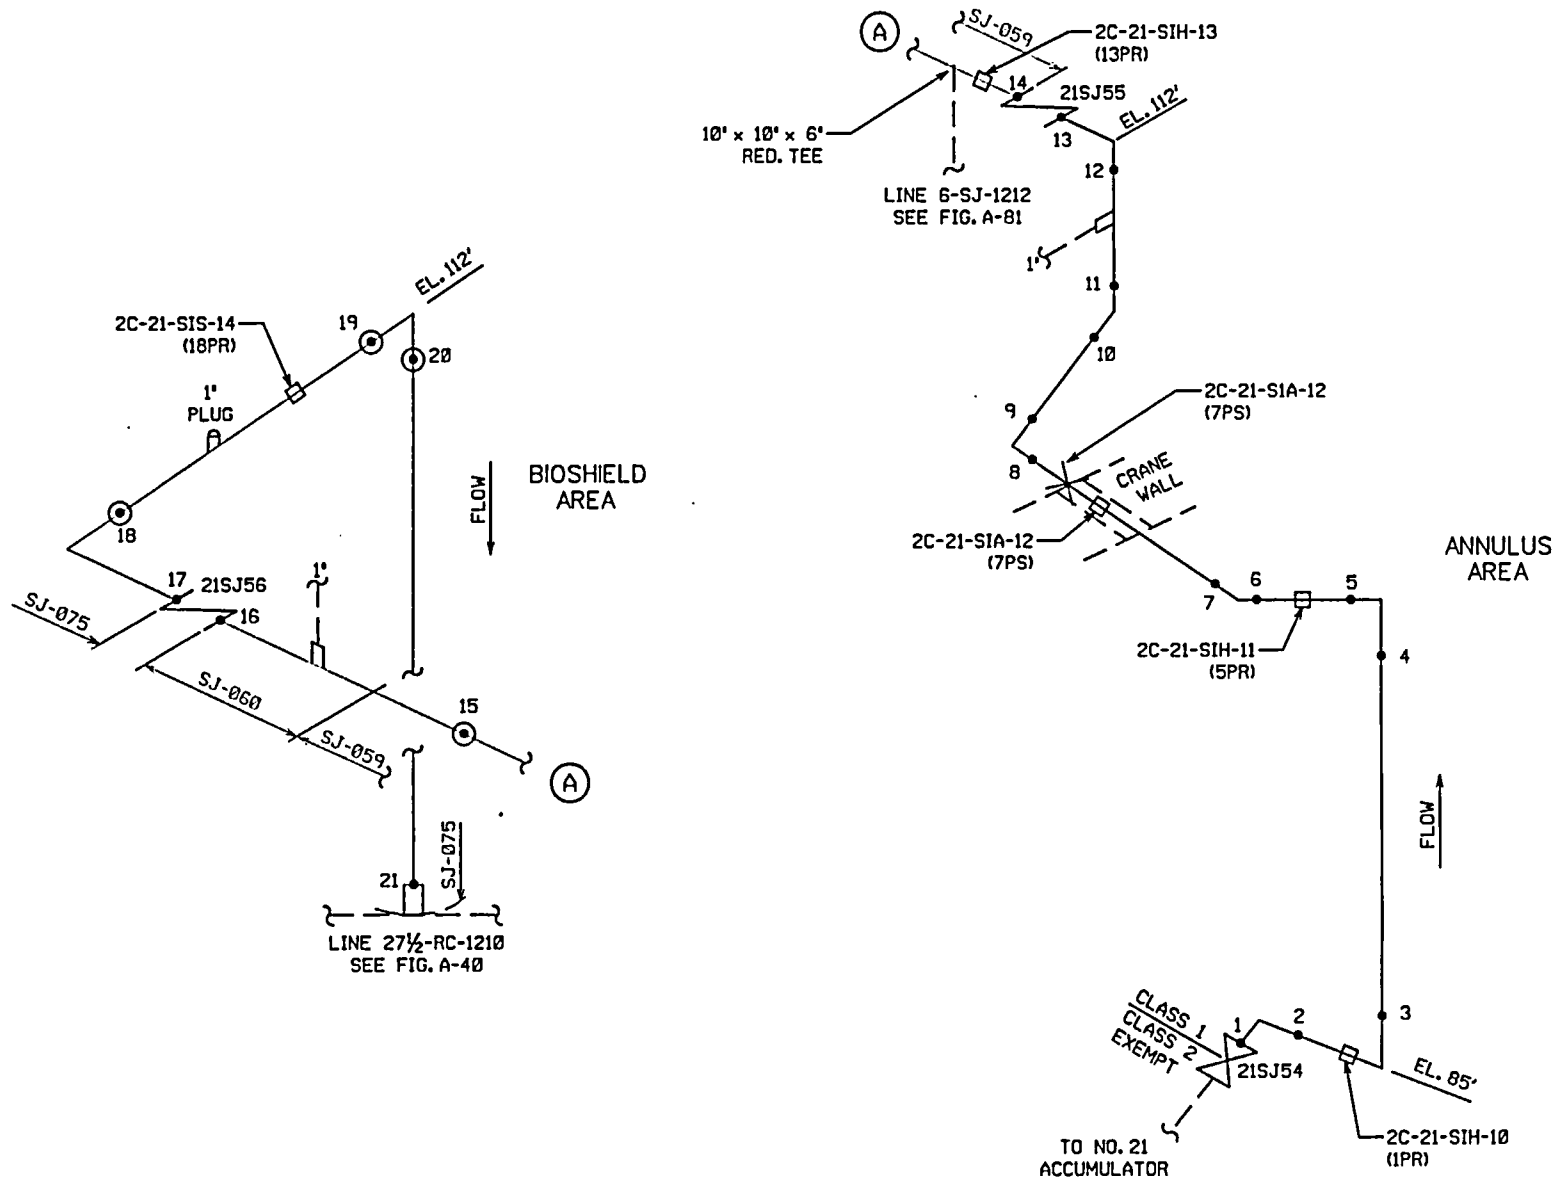 A
SJ-059
2C-21-SIH-13
(13PR)
14
21SJ55
EL. 112'
13
10" x 10" x 6"
RED. TEE
12
LINE 6-SJ-1212
SEE FIG. A-81
1"
11
10
9
8
2C-21-S1A-12
(7PS)
CRANE
WALL
2C-21-SIA-12
(7PS)
7
6
5
2C-21-SIH-11
(5PR)
4
ANNULUS
AREA
FLOW
3
2
1
CLASS 1
CLASS 2
EXEMPT
21SJ54
EL. 85'
2C-21-SIH-10
(1PR)
TO NO. 21
ACCUMULATOR
EL. 112'
2C-21-SIS-14
(18PR)
19
20
1"
PLUG
18
FLOW
BIOSHIELD
AREA
17
21SJ56
16
1"
SJ-075
SJ-060
15
SJ-059
A
SJ-075
21
LINE 27½-RC-1210
SEE FIG. A-40